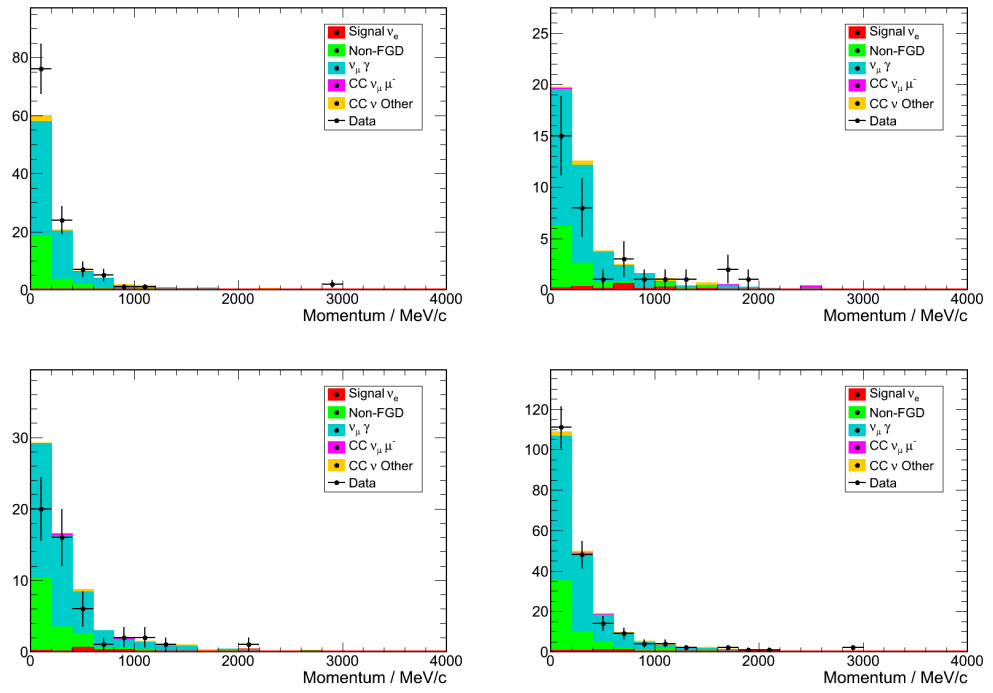 80
60
40
20
0
0 1000 2000 3000 4000
Momentum / MeV/c
Signal νe
Non-FGD
νμ γ
CC νμ μ-
CC ν Other
Data
25
20
15
10
5
0
0 1000 2000 3000 4000
Momentum / MeV/c
Signal νe
Non-FGD
νμ γ
CC νμ μ-
CC ν Other
Data
30
20
10
0
0 1000 2000 3000 4000
Momentum / MeV/c
Signal νe
Non-FGD
νμ γ
CC νμ μ-
CC ν Other
Data
120
100
80
60
40
20
0
0 1000 2000 3000 4000
Momentum / MeV/c
Signal νe
Non-FGD
νμ γ
CC νμ μ-
CC ν Other
Data